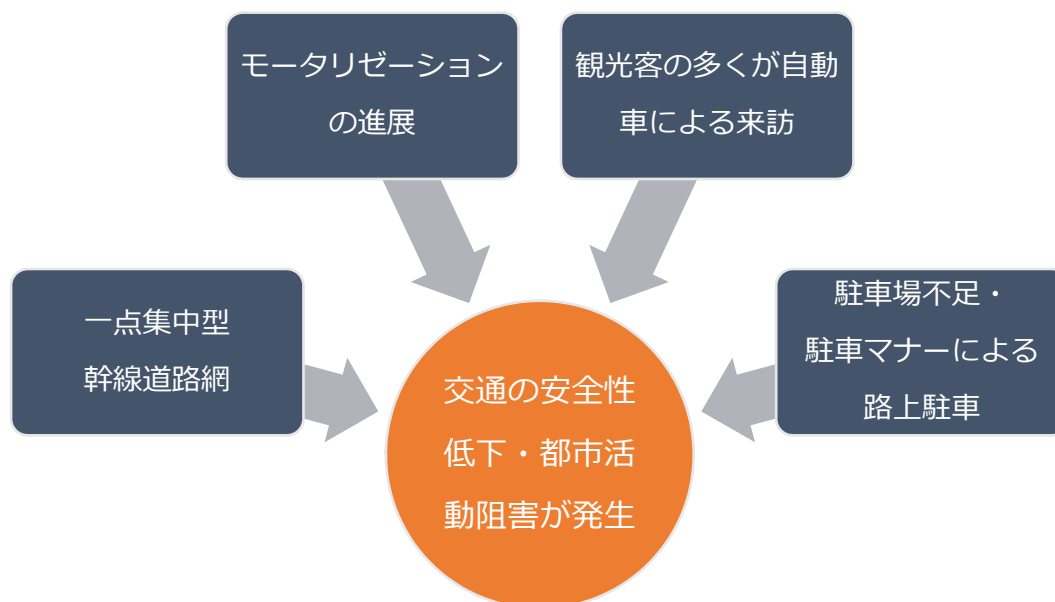 モータリゼーション
の進展
観光客の多くが自動
車による来訪
一点集中型
幹線道路網
駐車場不足・
駐車マナーによる
路上駐車
交通の安全性
低下・都市活
動阻害が発生